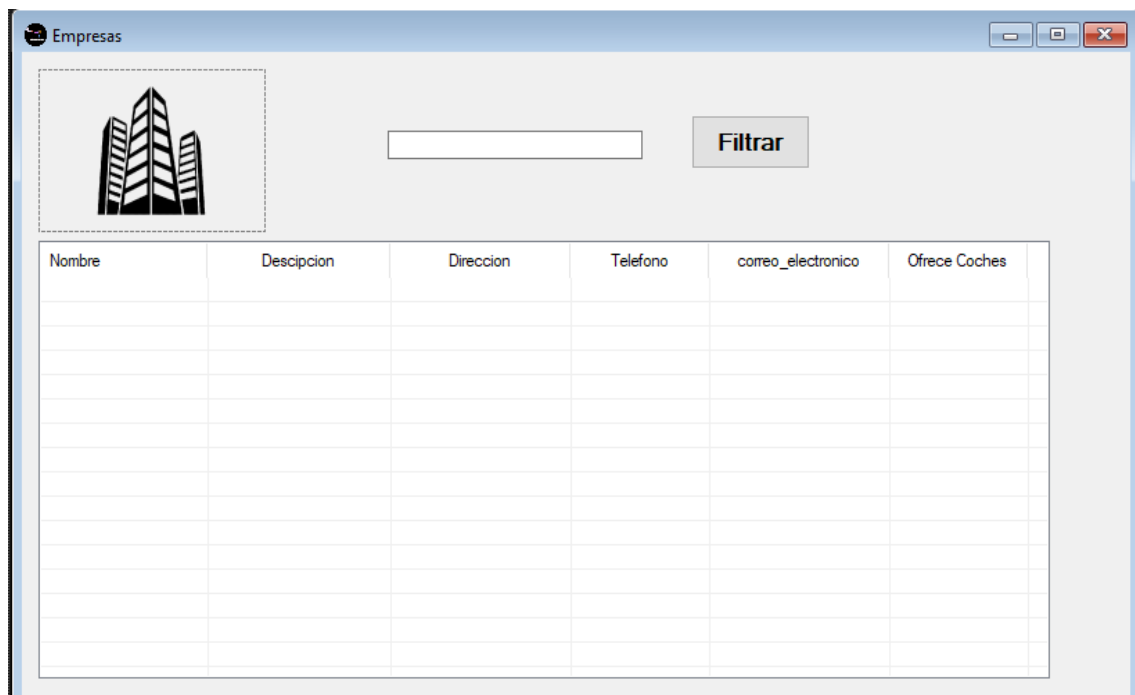 Empresas
Filtrar
Nombre Descipcion Direccion Telefono correo_electronico Ofrece Coches